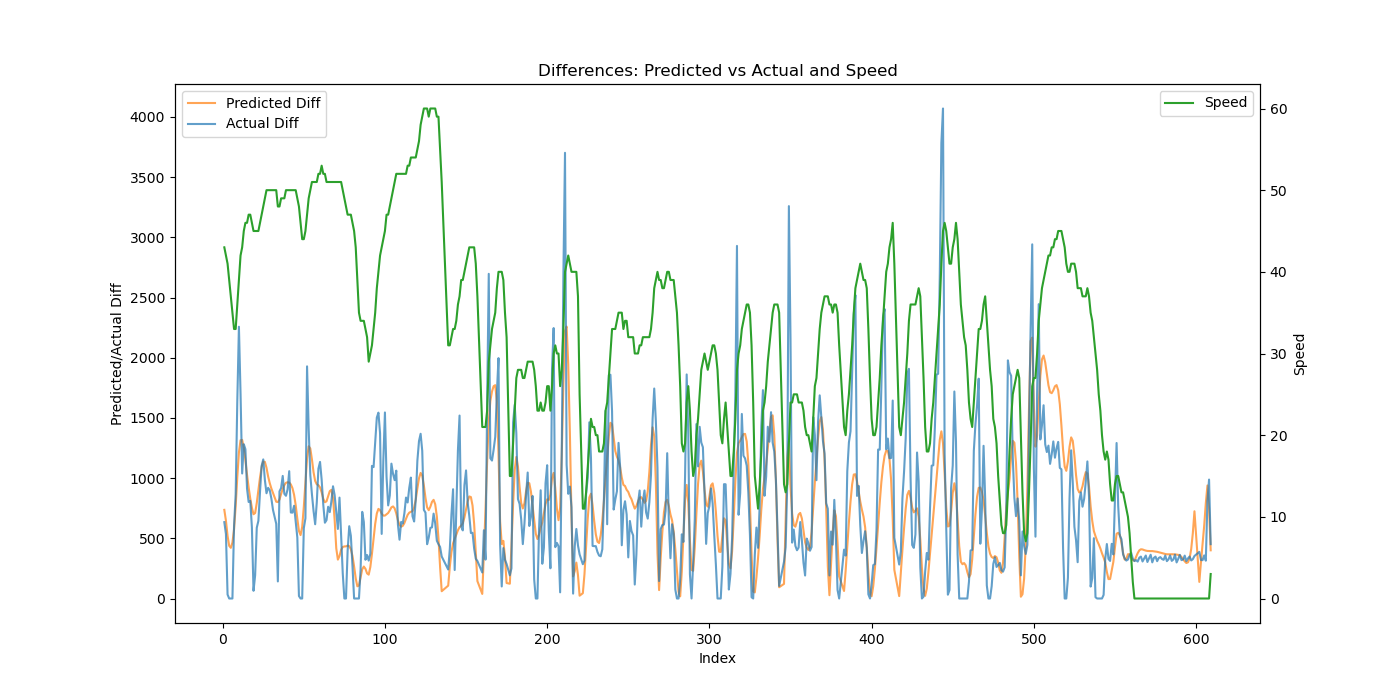 Differences: Predicted vs Actual and Speed
Predicted Diff
Actual Diff
Speed
4000
3500
3000
2500
2000
1500
1000
500
0
Predicted/Actual Diff
60
50
40
30
20
10
0
Speed
0 100 200 300 400 500 600
Index